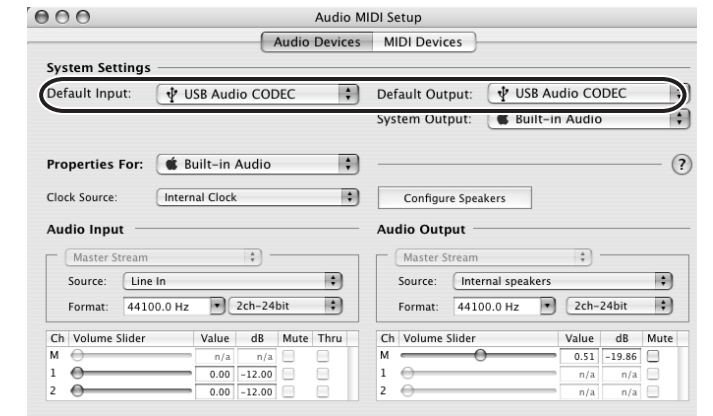 Audio MIDI Setup
Audio Devices MIDI Devices
System Settings
Default Input: USB Audio CODEC Default Output: USB Audio CODEC
System Output: Built-in Audio
Properties For: Built-in Audio ?
Clock Source: Internal Clock Configure Speakers
Audio Input Audio Output
Master Stream Master Stream
Source: Line In Source: Internal speakers
Format: 44100.0 Hz 2ch-24bit Format: 44100.0 Hz 2ch-24bit
Ch Volume Slider Value dB Mute Thru Ch Volume Slider Value dB Mute
M n/a n/a M 0.51 -19.86
1 0.00 -12.00 1 n/a n/a
2 0.00 -12.00 2 n/a n/a